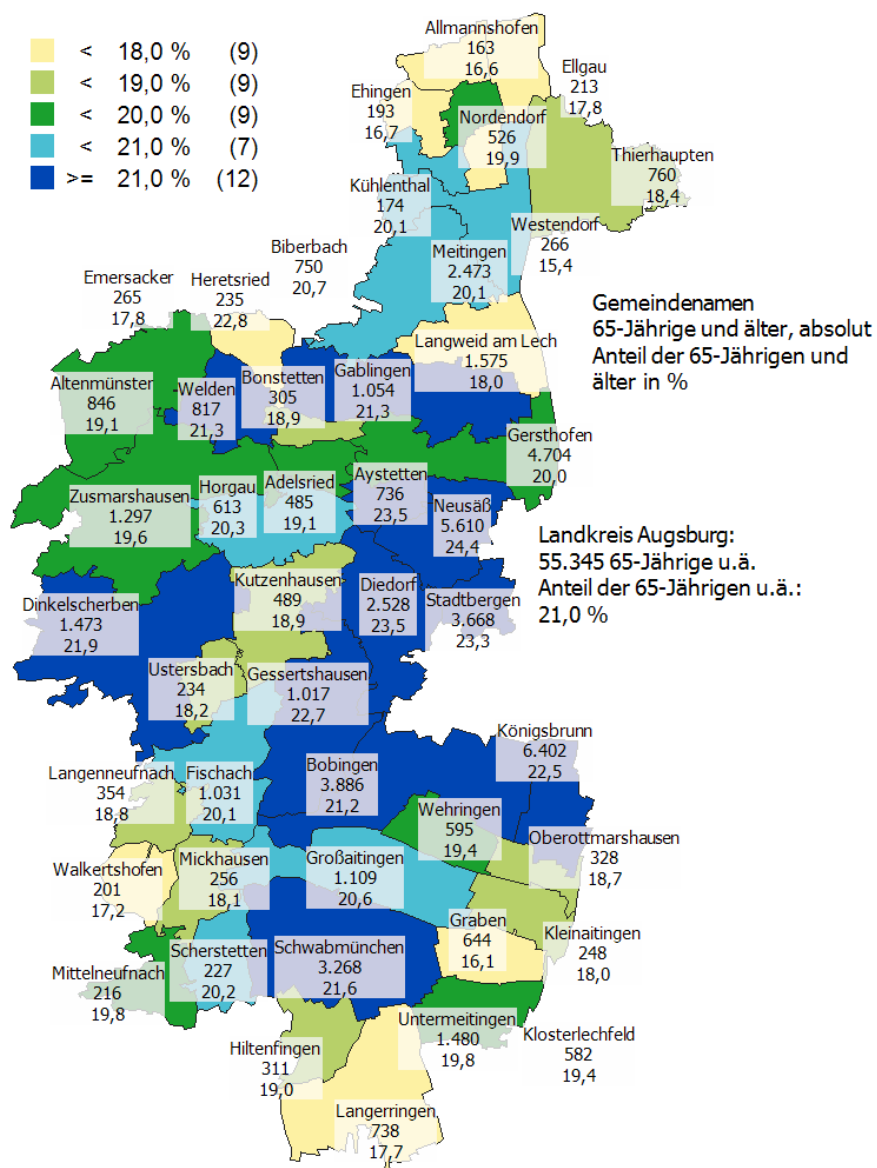 < 18,0 % (9)
< 19,0 % (9)
< 20,0 % (9)
< 21,0 % (7)
>= 21,0 % (12)
Allmannshofen
163
16,6
Ellgau
213
17,8
Ehingen
193
16,7
Nordendorf
526
19,9
Thierhaupten
760
18,4
Kühlenthal
174
20,1
Westendorf
266
15,4
Biberbach
750
20,7
Meitingen
2.473
20,1
Emersacker
265
17,8
Heretsried
235
22,8
Gemeindenamen
65-Jährige und älter, absolut
Anteil der 65-Jährigen und
älter in %
Langweid am Lech
1.575
18,0
Altenmünster
846
19,1
Welden
817
21,3
Bonstetten
305
18,9
Gablingen
1.054
21,3
Gersthofen
4.704
20,0
Zusmarshausen
1.297
19,6
Horgau
613
20,3
Adelsried
485
19,1
Aystetten
736
23,5
Neusäß
5.610
24,4
Landkreis Augsburg:
55.345 65-Jährige u.ä.
Anteil der 65-Jährigen u.ä.:
21,0 %
Dinkelscherben
1.473
21,9
Kutzenhausen
489
18,9
Diedorf
2.528
23,5
Stadtbergen
3.668
23,3
Ustersbach
234
18,2
Gessertshausen
1.017
22,7
Königsbrunn
6.402
22,5
Langenneufnach
354
18,8
Fischach
1.031
20,1
Bobingen
3.886
21,2
Wehringen
595
19,4
Oberottmarshausen
328
18,7
Walkertshofen
201
17,2
Mickhausen
256
18,1
Großaitingen
1.109
20,6
Graben
644
16,1
Kleinaitingen
248
18,0
Mittelneufnach
216
19,8
Scherstetten
227
20,2
Schwabmünchen
3.268
21,6
Untermeitingen
1.480
19,8
Klosterlechfeld
582
19,4
Hiltenfingen
311
19,0
Langerringen
738
17,7